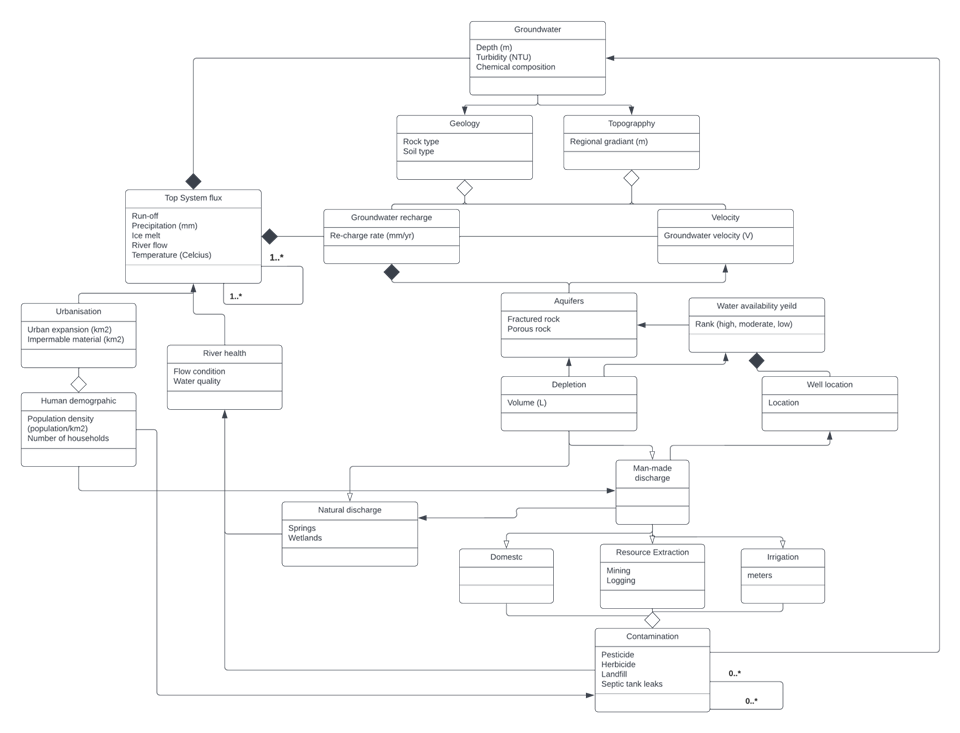 Groundwater
Depth (m)
Turbidity (NTU)
Chemical composition
Geology
Rock type
Soil type
Topograpphy
Regional gradiant (m)
Top System flux
Run-off
Precipitation (mm)
Ice melt
River flow
Temperature (Celcius)
1..*
1..*
Groundwater recharge
Re-charge rate (mm/yr)
Velocity
Groundwater velocity (V)
Aquifers
Fractured rock
Porous rock
Water availability yeild
Rank (high, moderate, low)
Urbanisation
Urban expansion (km2)
Impermable material (km2)
River health
Flow condition
Water quality
Depletion
Volume (L)
Well location
Location
Human demogrpahic
Population density
(population/km2)
Number of households
Man-made
discharge
Natural discharge
Springs
Wetlands
Domestc
Resource Extraction
Mining
Logging
Irrigation
meters
Contamination
Pesticide
Herbicide
Landfill
Septic tank leaks
0..*
0..*